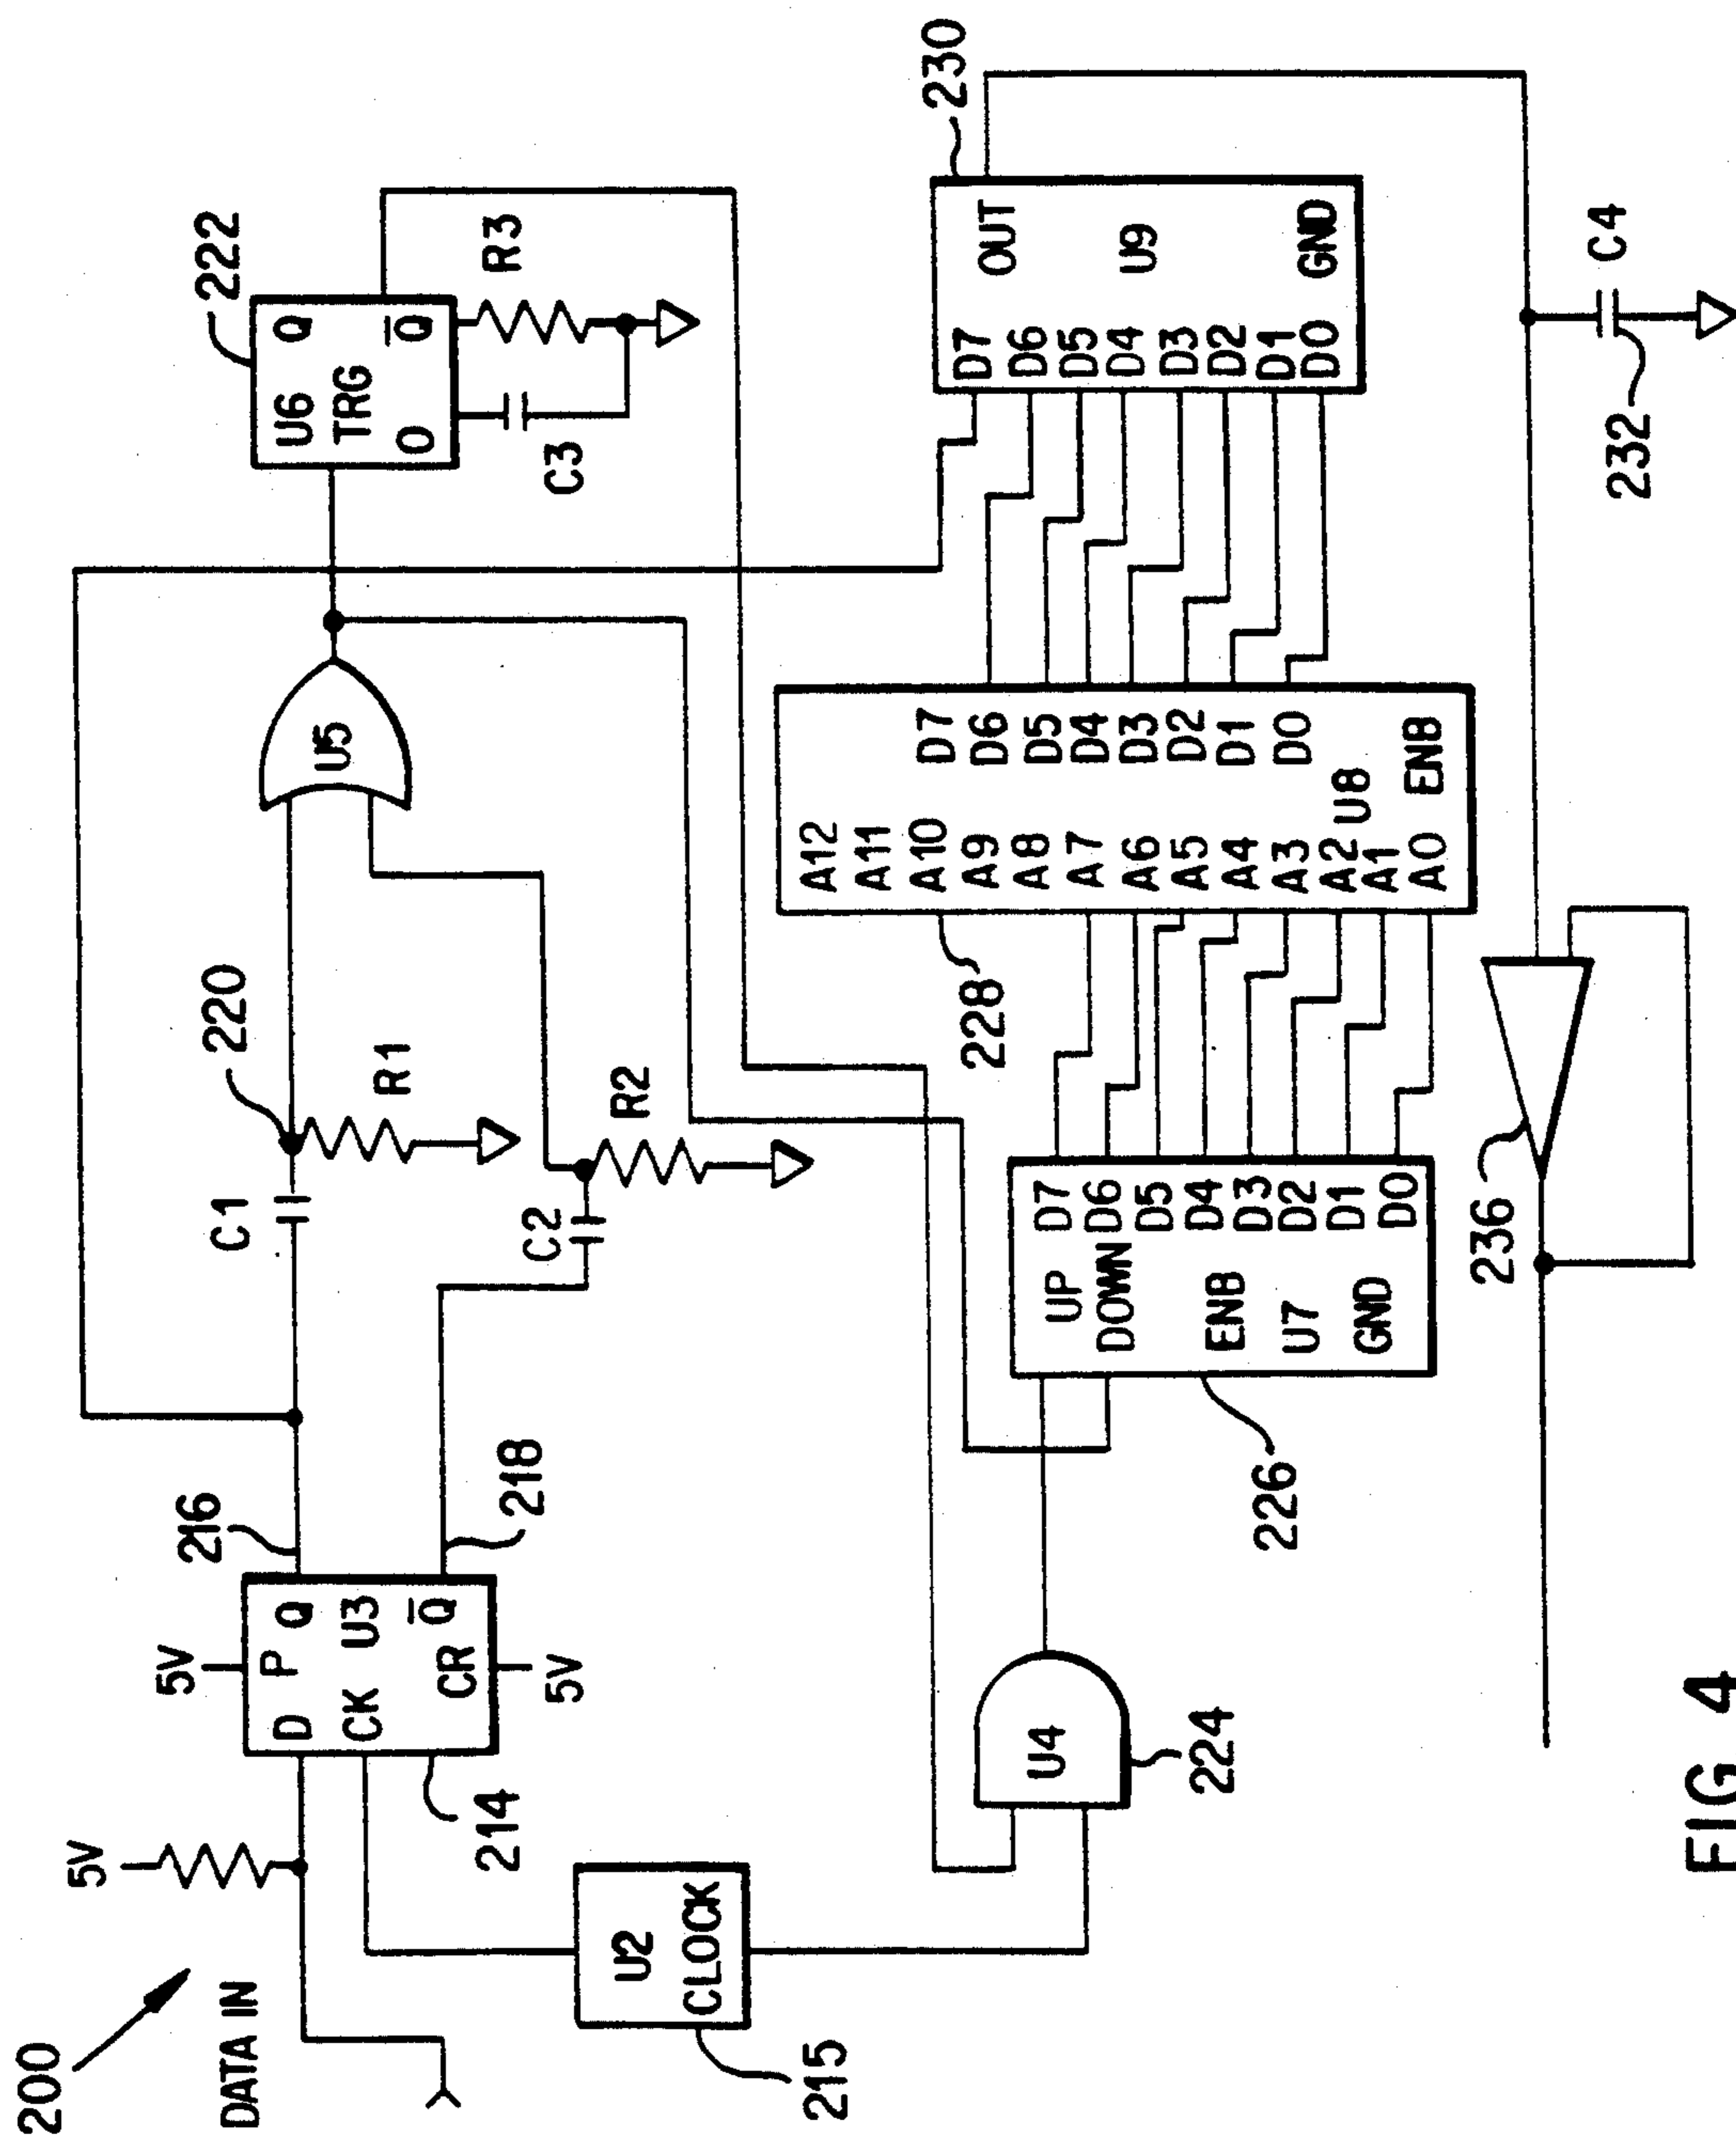 200
DATA IN
5V
5V
D P Q
CK U3
CR Q̅
5V
214
216
218
C1
220
R1
C2
R2
U5
222
U6 Q
TRG
O Q̅
C3
R3
U2
CLOCK
215
U4
224
UP D7
DOWN D6
D5
ENB D4
D3
U7 D2
D1
GND D0
226
A12
A11
A10 D7
A9 D6
A8 D5
A7 D4
A6 D3
A5 D2
A4 D1
A3 D0
A2 U8
A1
A0 ENB
228
D7 OUT
D6
D5
D4 U9
D3
D2
D1
D0 GND
230
236
232
C4
FIG 4